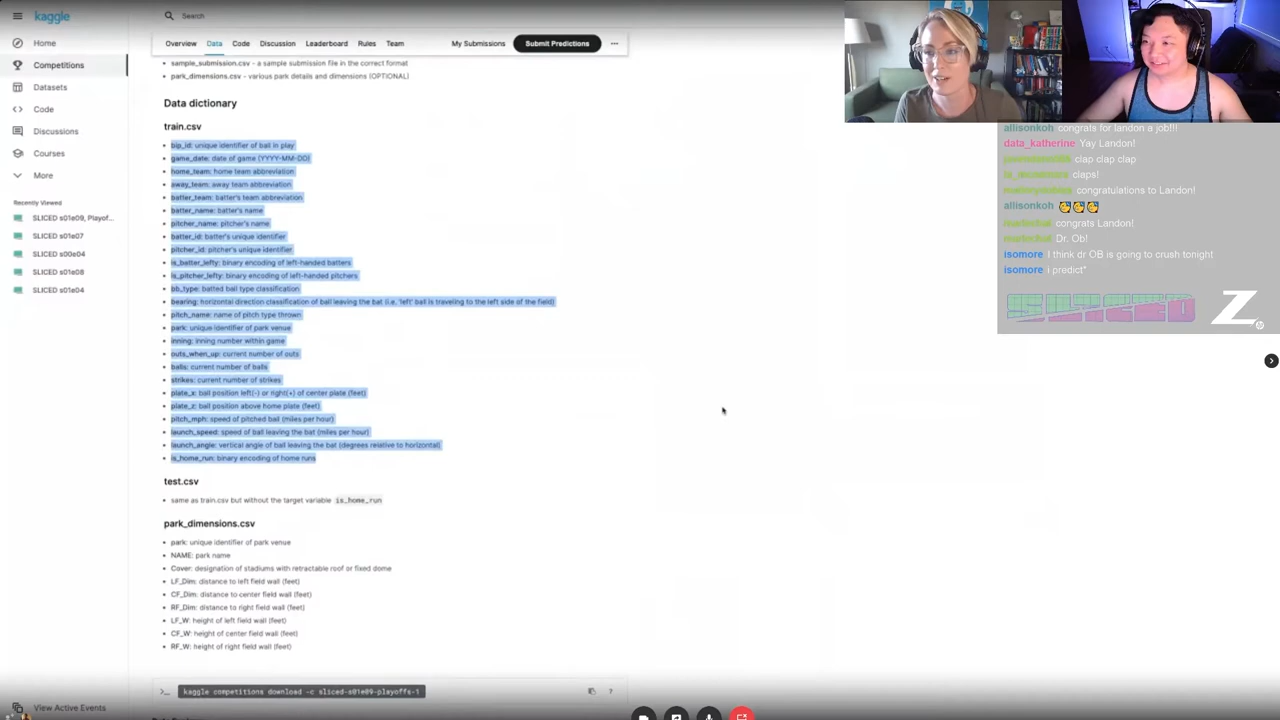 kaggle
Search
Home
Competitions
Datasets
Code
Discussions
Courses
More
Recently Viewed
SLICED s01e09, Playof...
SLICED s01e07
SLICED s00e04
SLICED s01e08
SLICED s01e04
View Active Events
Overview Data Code Discussion Leaderboard Rules Team My Submissions Submit Predictions
sample_submission.csv - a sample submission file in the correct format
park_dimensions.csv - various park details and dimensions (OPTIONAL)
Data dictionary
train.csv
bip_id: unique identifier of ball in play
game_date: date of game (YYYY-MM-DD)
home_team: home team abbreviation
away_team: away team abbreviation
batter_team: batter's team abbreviation
batter_name: batter's name
pitcher_name: pitcher's name
batter_id: batter's unique identifier
pitcher_id: pitcher's unique identifier
is_batter_lefty: binary encoding of left-handed batters
is_pitcher_lefty: binary encoding of left-handed pitchers
bb_type: batted ball type classification
bearing: horizontal direction classification of ball leaving the bat (i.e. 'left' ball is traveling to the left side of the field)
pitch_name: name of pitch type thrown
park: unique identifier of park venue
inning: inning number within game
outs_when_up: current number of outs
balls: current number of balls
strikes: current number of strikes
plate_x: ball position left(-) or right(+) of center plate (feet)
plate_z: ball position above home plate (feet)
pitch_mph: speed of pitched ball (miles per hour)
launch_speed: speed of ball leaving the bat (miles per hour)
launch_angle: vertical angle of ball leaving the bat (degrees relative to horizontal)
is_home_run: binary encoding of home runs
test.csv
same as train.csv but without the target variable is_home_run
park_dimensions.csv
park: unique identifier of park venue
NAME: park name
Cover: designation of stadiums with retractable roof or fixed dome
LF_Dim: distance to left field wall (feet)
CF_Dim: distance to center field wall (feet)
RF_Dim: distance to right field wall (feet)
LF_W: height of left field wall (feet)
CF_W: height of center field wall (feet)
RF_W: height of right field wall (feet)
kaggle competitions download -c sliced-s01e09-playoffs-1
allisonkoh congrats for landon a job!!!
data_katherine Yay Landon!
clap clap clap
claps!
congratulations to Landon!
allisonkoh
congrats Landon!
Dr. Ob!
isomore I think dr OB is going to crush tonight
isomore i predict*
SLICED